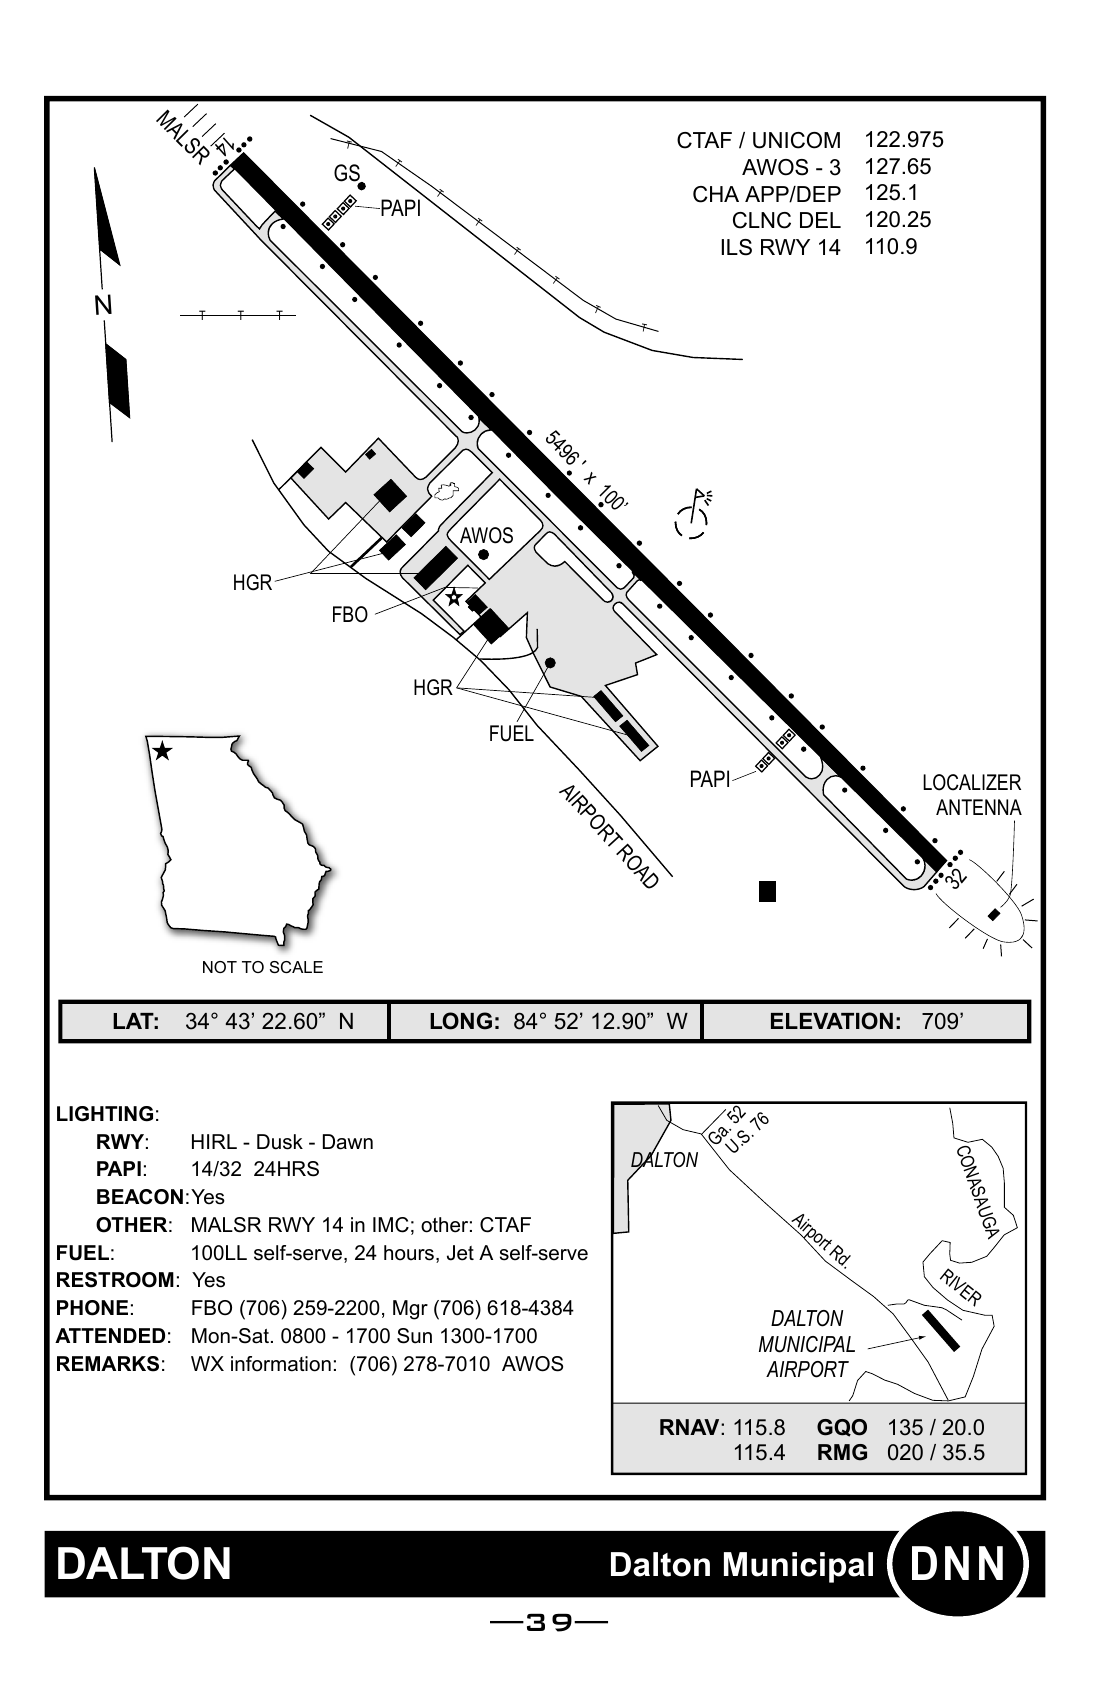 MALSR
14
GS
PAPI
CTAF / UNICOM 122.975
AWOS - 3 127.65
CHA APP/DEP 125.1
CLNC DEL 120.25
ILS RWY 14 110.9
N
5496 ' x 100'
AWOS
HGR
FBO
HGR
FUEL
PAPI
AIRPORT ROAD
LOCALIZER
ANTENNA
32
NOT TO SCALE
LAT: 34° 43’ 22.60” N LONG: 84° 52’ 12.90” W ELEVATION: 709’
LIGHTING:
RWY: HIRL - Dusk - Dawn
PAPI: 14/32 24HRS
BEACON: Yes
OTHER: MALSR RWY 14 in IMC; other: CTAF
FUEL: 100LL self-serve, 24 hours, Jet A self-serve
RESTROOM: Yes
PHONE: FBO (706) 259-2200, Mgr (706) 618-4384
ATTENDED: Mon-Sat. 0800 - 1700 Sun 1300-1700
REMARKS: WX information: (706) 278-7010 AWOS
Ga. 52
U.S. 76
DALTON
CONASAUGA
Airport Rd.
RIVER
DALTON
MUNICIPAL
AIRPORT
RNAV: 115.8 GQO 135 / 20.0
115.4 RMG 020 / 35.5
DALTON Dalton Municipal DNN
—39—